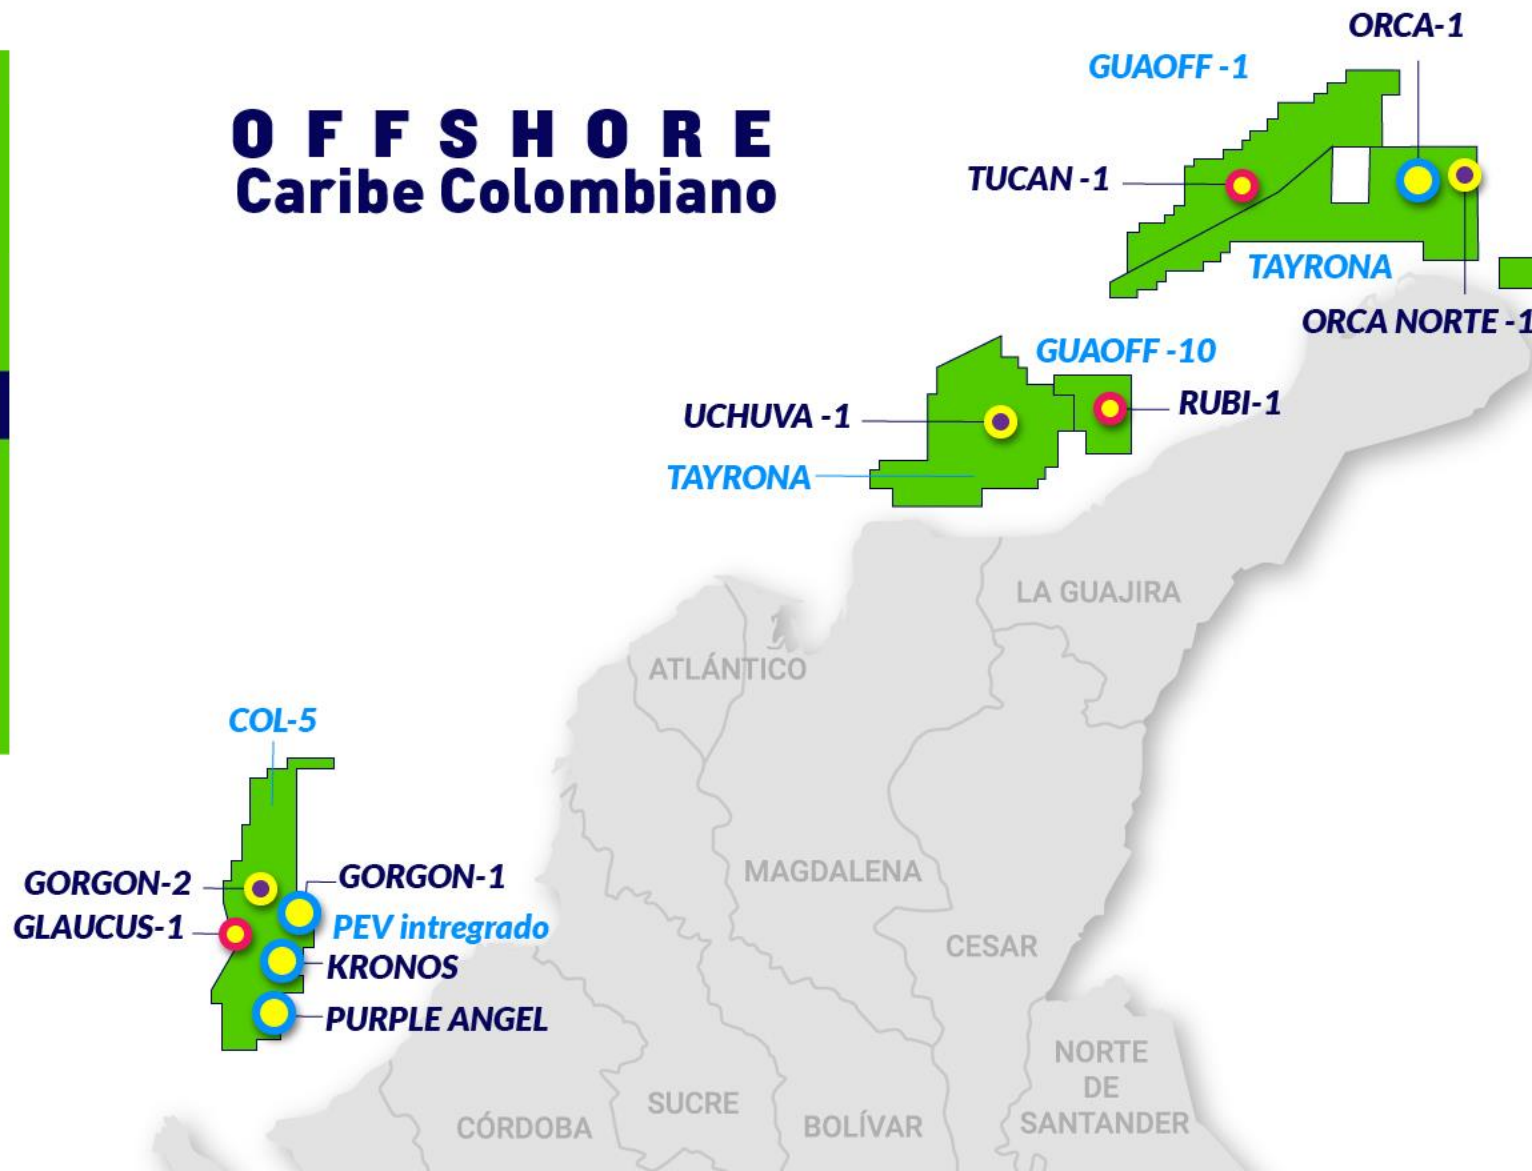 ORCA-1
GUAOFF -1
OFFSHORE
Caribe Colombiano
TUCAN -1
TAYRONA
ORCA NORTE -1
GUAOFF -10
UCHUVA -1
RUBI-1
TAYRONA
LA GUAJIRA
ATLÁNTICO
COL-5
MAGDALENA
GORGON-2
GORGON-1
GLAUCUS-1
PEV intregrado
KRONOS
CESAR
PURPLE ANGEL
NORTE
DE
SANTANDER
SUCRE
CÓRDOBA
BOLÍVAR